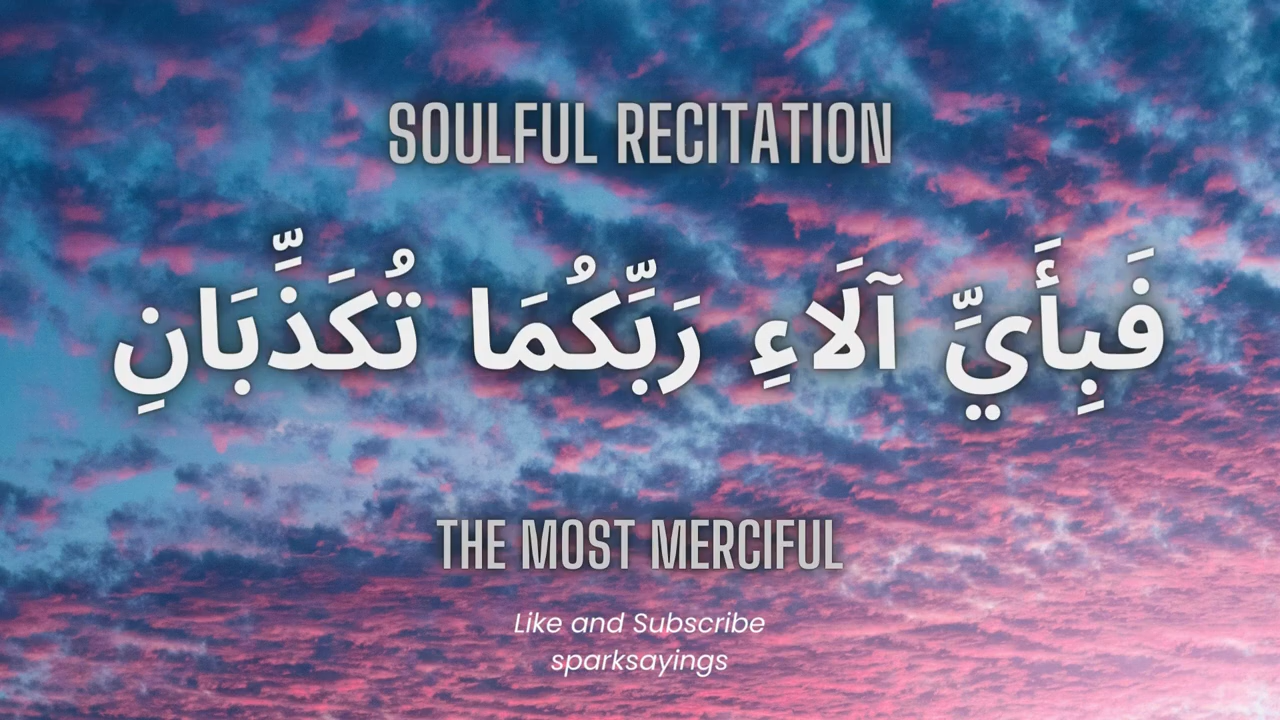 SOULFUL RECITATION
فَبِأَيِّ آلَاءِ رَبِّكُمَا تُكَذِّبَانِ
THE MOST MERCIFUL
Like and Subscribe
sparksayings